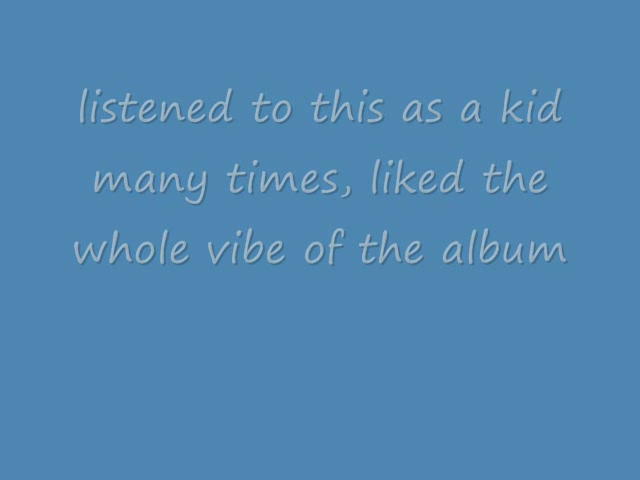 listened to this as a kid
many times, liked the
whole vibe of the album